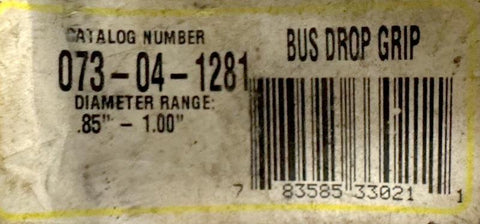 CATALOG NUMBER
073-04-1281
DIAMETER RANGE:
.85" - 1.00"
BUS DROP GRIP
7 83585 33021 1